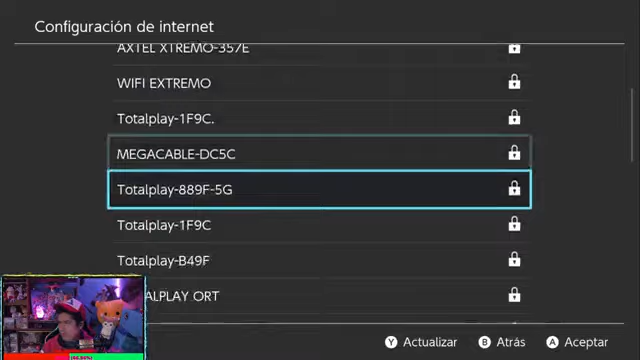 Configuración de internet
AXTEL XTREMO-357E
WIFI EXTREMO
Totalplay-1F9C.
MEGACABLE-DC5C
Totalplay-889F-5G
Totalplay-1F9C
Totalplay-B49F
ALPLAY ORT
Y Actualizar
B Atrás
A Aceptar